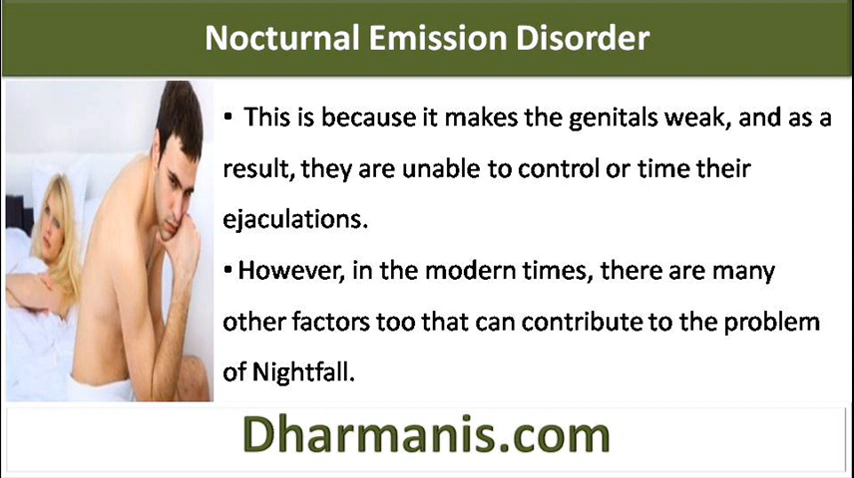 Nocturnal Emission Disorder
• This is because it makes the genitals weak, and as a
result, they are unable to control or time their
ejaculations.
• However, in the modern times, there are many
other factors too that can contribute to the problem
of Nightfall.
Dharmanis.com